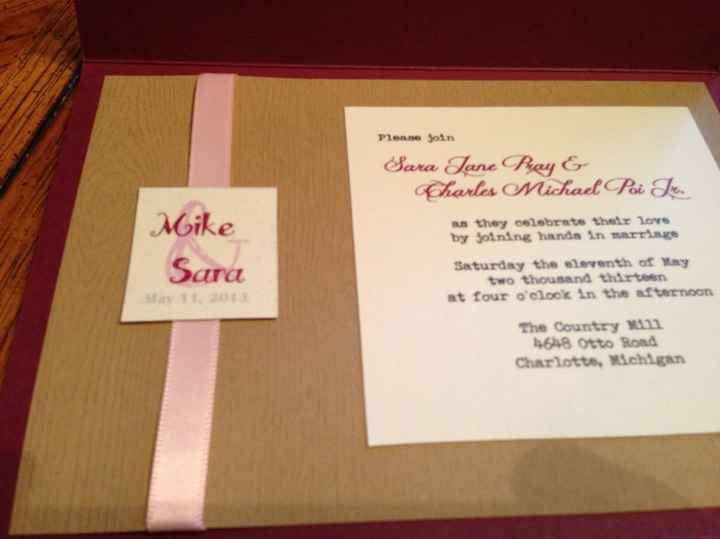 Mike
&
Sara
May 11, 2013
Please join
Sara Jane Pray &
Charles Michael Poi Jr.
as they celebrate their love
by joining hands in marriage
Saturday the eleventh of May
two thousand thirteen
at four o'clock in the afternoon
The Country Mill
4648 Otto Road
Charlotte, Michigan